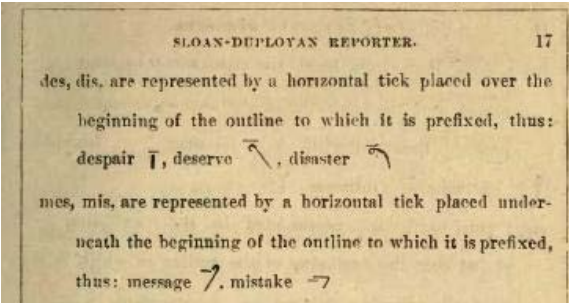 SLOAN-DUPLOYAN REPORTER. 17
des, dis, are represented by a horizontal tick placed over the
beginning of the outline to which it is prefixed, thus:
despair , deserve , disaster
mes, mis, are represented by a horizontal tick placed under-
neath the beginning of the outline to which it is prefixed,
thus: message , mistake